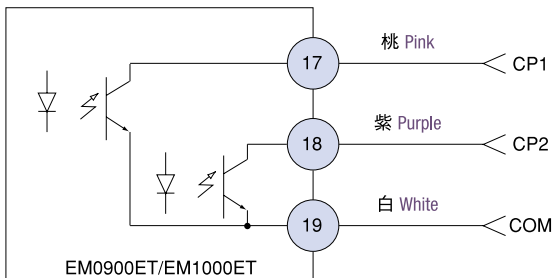 17 桃 Pink CP1
18 紫 Purple CP2
19 白 White COM
EM0900ET/EM1000ET